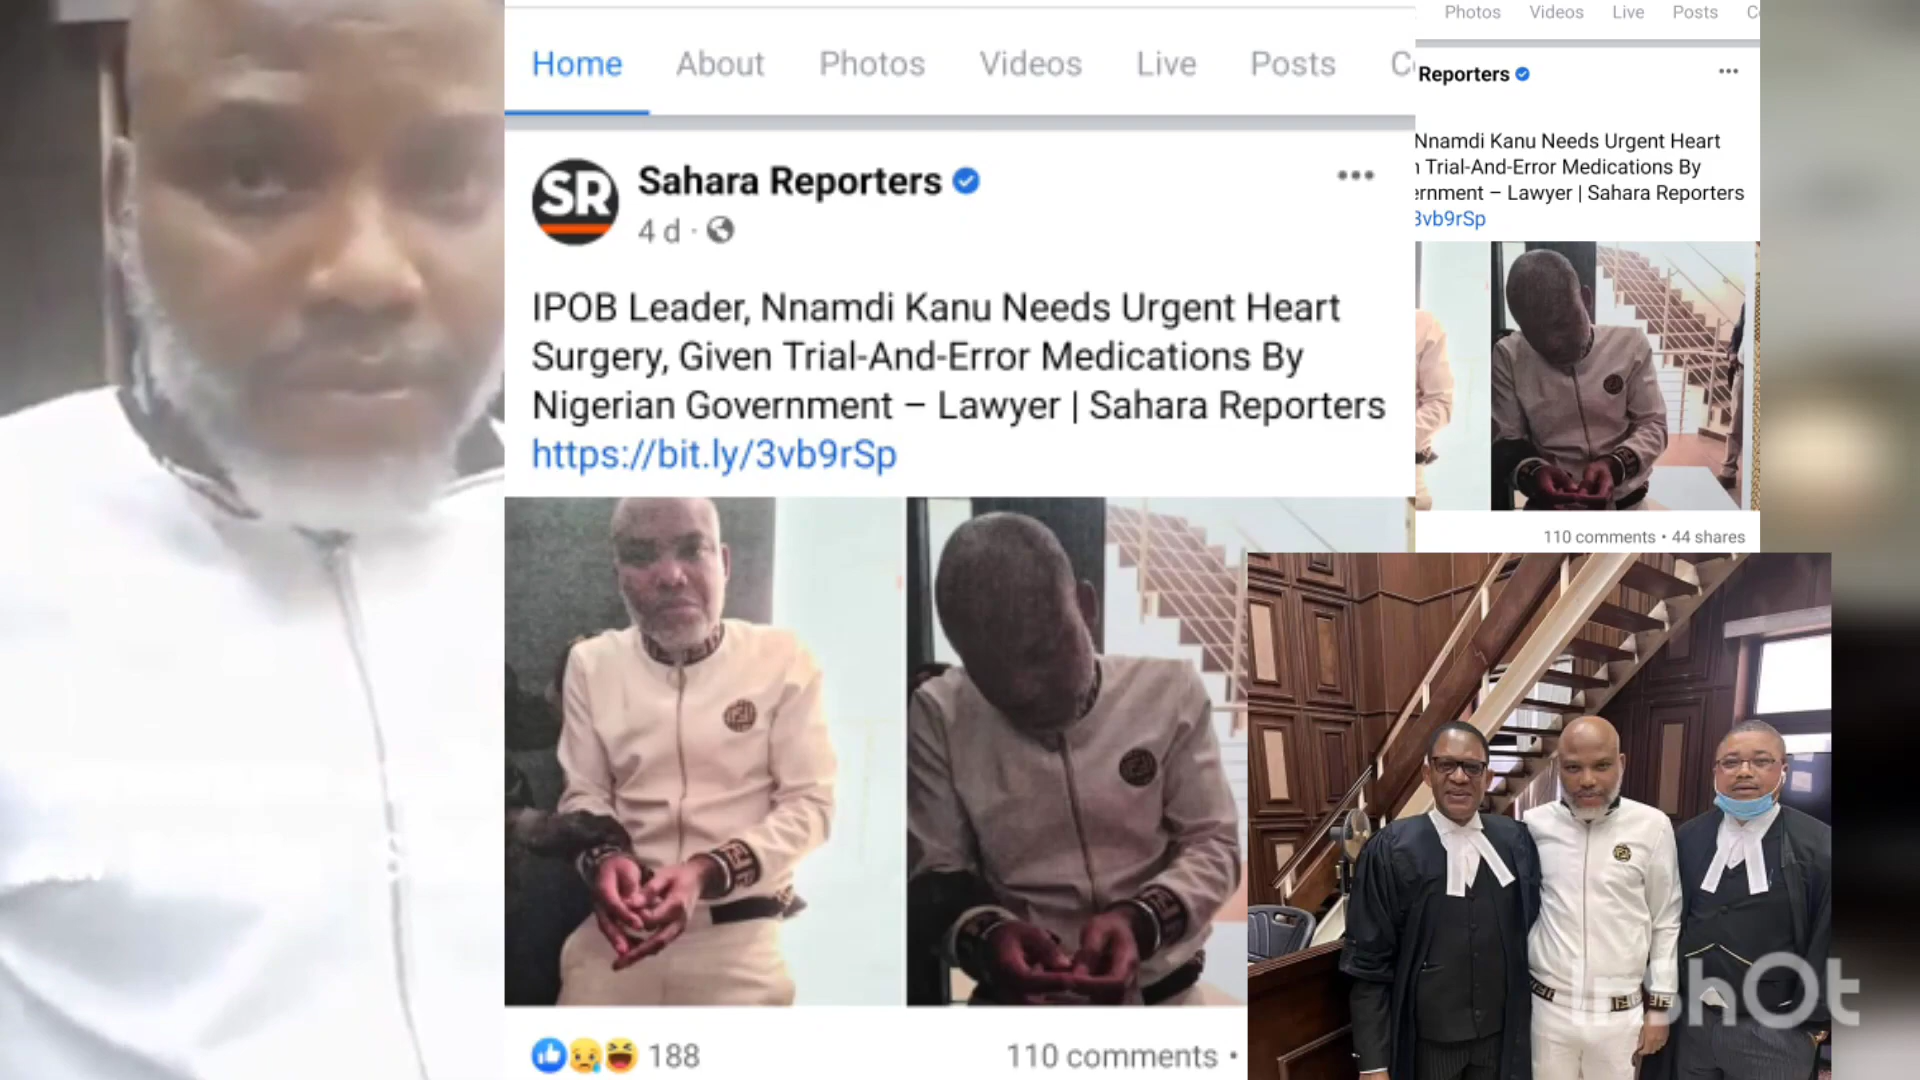 Home About Photos Videos Live Posts C
SR Sahara Reporters
4 d ·
IPOB Leader, Nnamdi Kanu Needs Urgent Heart
Surgery, Given Trial-And-Error Medications By
Nigerian Government – Lawyer | Sahara Reporters
https://bit.ly/3vb9rSp
188 110 comments •
Photos Videos Live Posts C
Reporters
Nnamdi Kanu Needs Urgent Heart
Trial-And-Error Medications By
ernment – Lawyer | Sahara Reporters
3vb9rSp
110 comments • 44 shares
InShOt